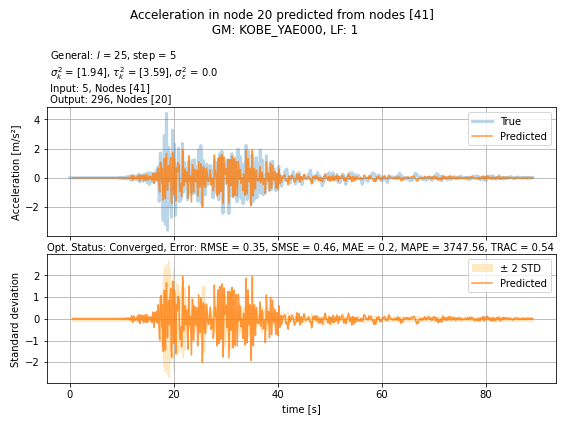 Acceleration in node 20 predicted from nodes [41]
GM: KOBE_YAE000, LF: 1
General: l = 25, step = 5
σ²ₖ = [1.94], τ²ₖ = [3.59], σ²ε = 0.0
Input: 5, Nodes [41]
Output: 296, Nodes [20]
Acceleration [m/s²]
4
2
0
−2
True
Predicted
Opt. Status: Converged, Error: RMSE = 0.35, SMSE = 0.46, MAE = 0.2, MAPE = 3747.56, TRAC = 0.54
Standard deviation
2
1
0
−1
−2
± 2 STD
Predicted
0 20 40 60 80
time [s]